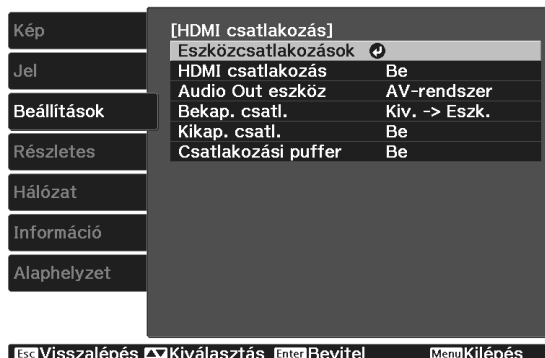 Kép
Jel
Beállítások
Részletes
Hálózat
Információ
Alaphelyzet
[HDMI csatlakozás]
Eszközcsatlakozások
HDMI csatlakozás Be
Audio Out eszköz AV-rendszer
Bekap. csatl. Kiv. -> Eszk.
Kikap. csatl. Be
Csatlakozási puffer Be
Esc Visszalépés Kiválasztás Enter Bevitel Menu Kilépés